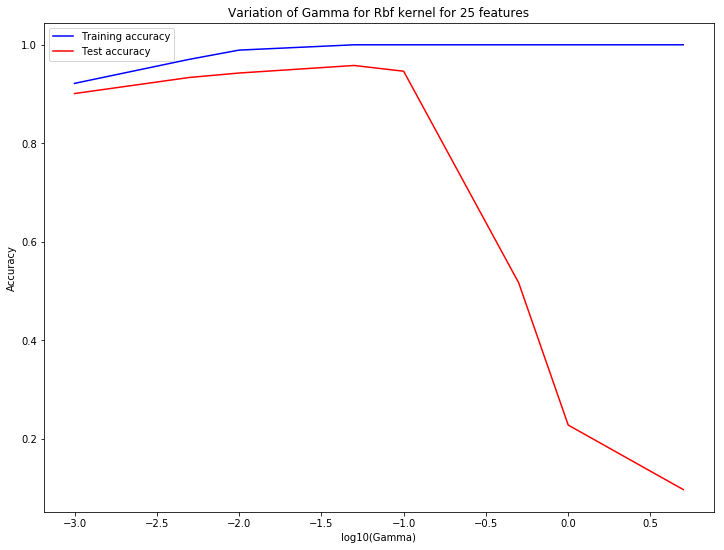 Variation of Gamma for Rbf kernel for 25 features
Training accuracy
Test accuracy
1.0
0.8
0.6
0.4
0.2
Accuracy
−3.0 −2.5 −2.0 −1.5 −1.0 −0.5 0.0 0.5
log10(Gamma)